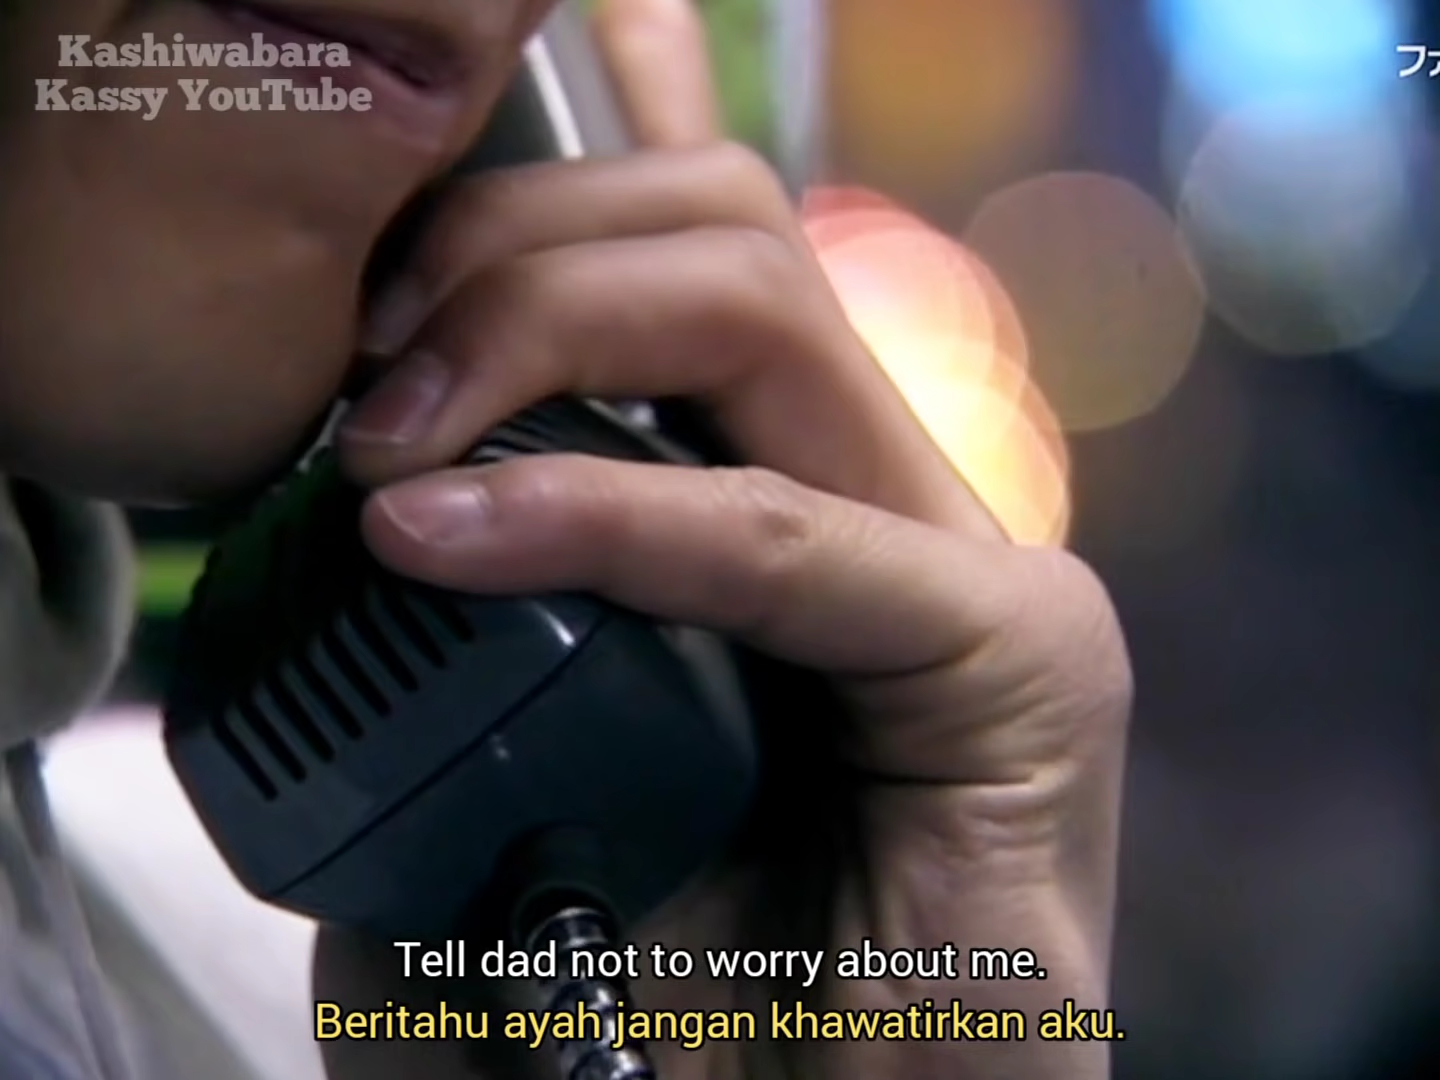 Kashiwabara
Kassy YouTube
Tell dad not to worry about me.
Beritahu ayah jangan khawatirkan aku.